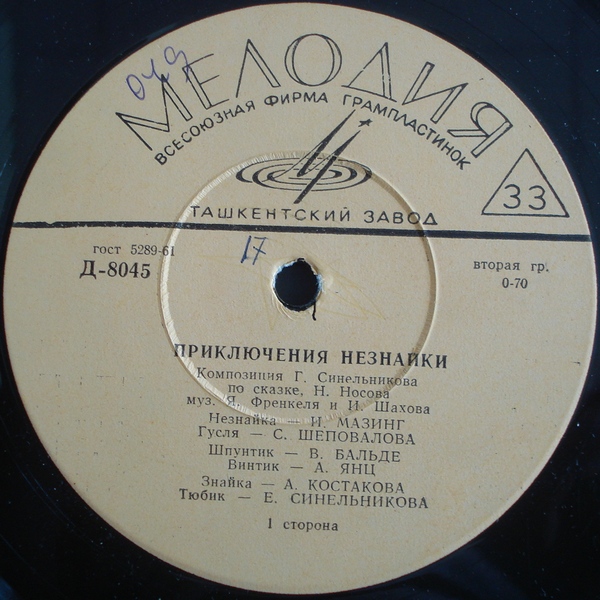 МЕЛОДИЯ
ВСЕСОЮЗНАЯ ФИРМА ГРАМПЛАСТИНОК
33
ТАШКЕНТСКИЙ ЗАВОД
гост 5289-61
Д-8045
17
вторая гр.
0-70
ПРИКЛЮЧЕНИЯ НЕЗНАЙКИ
Композиция Г. Синельникова
по сказке, Н. Носова
муз. Я. Френкеля и И. Шахова
Незнайка — И. МАЗИНГ
Гусля — С. ШЕПОВАЛОВА
Шпунтик — В. БАЛЬДЕ
Винтик — А. ЯНЦ
Знайка — А. КОСТАКОВА
Тюбик — Е. СИНЕЛЬНИКОВА
1 сторона